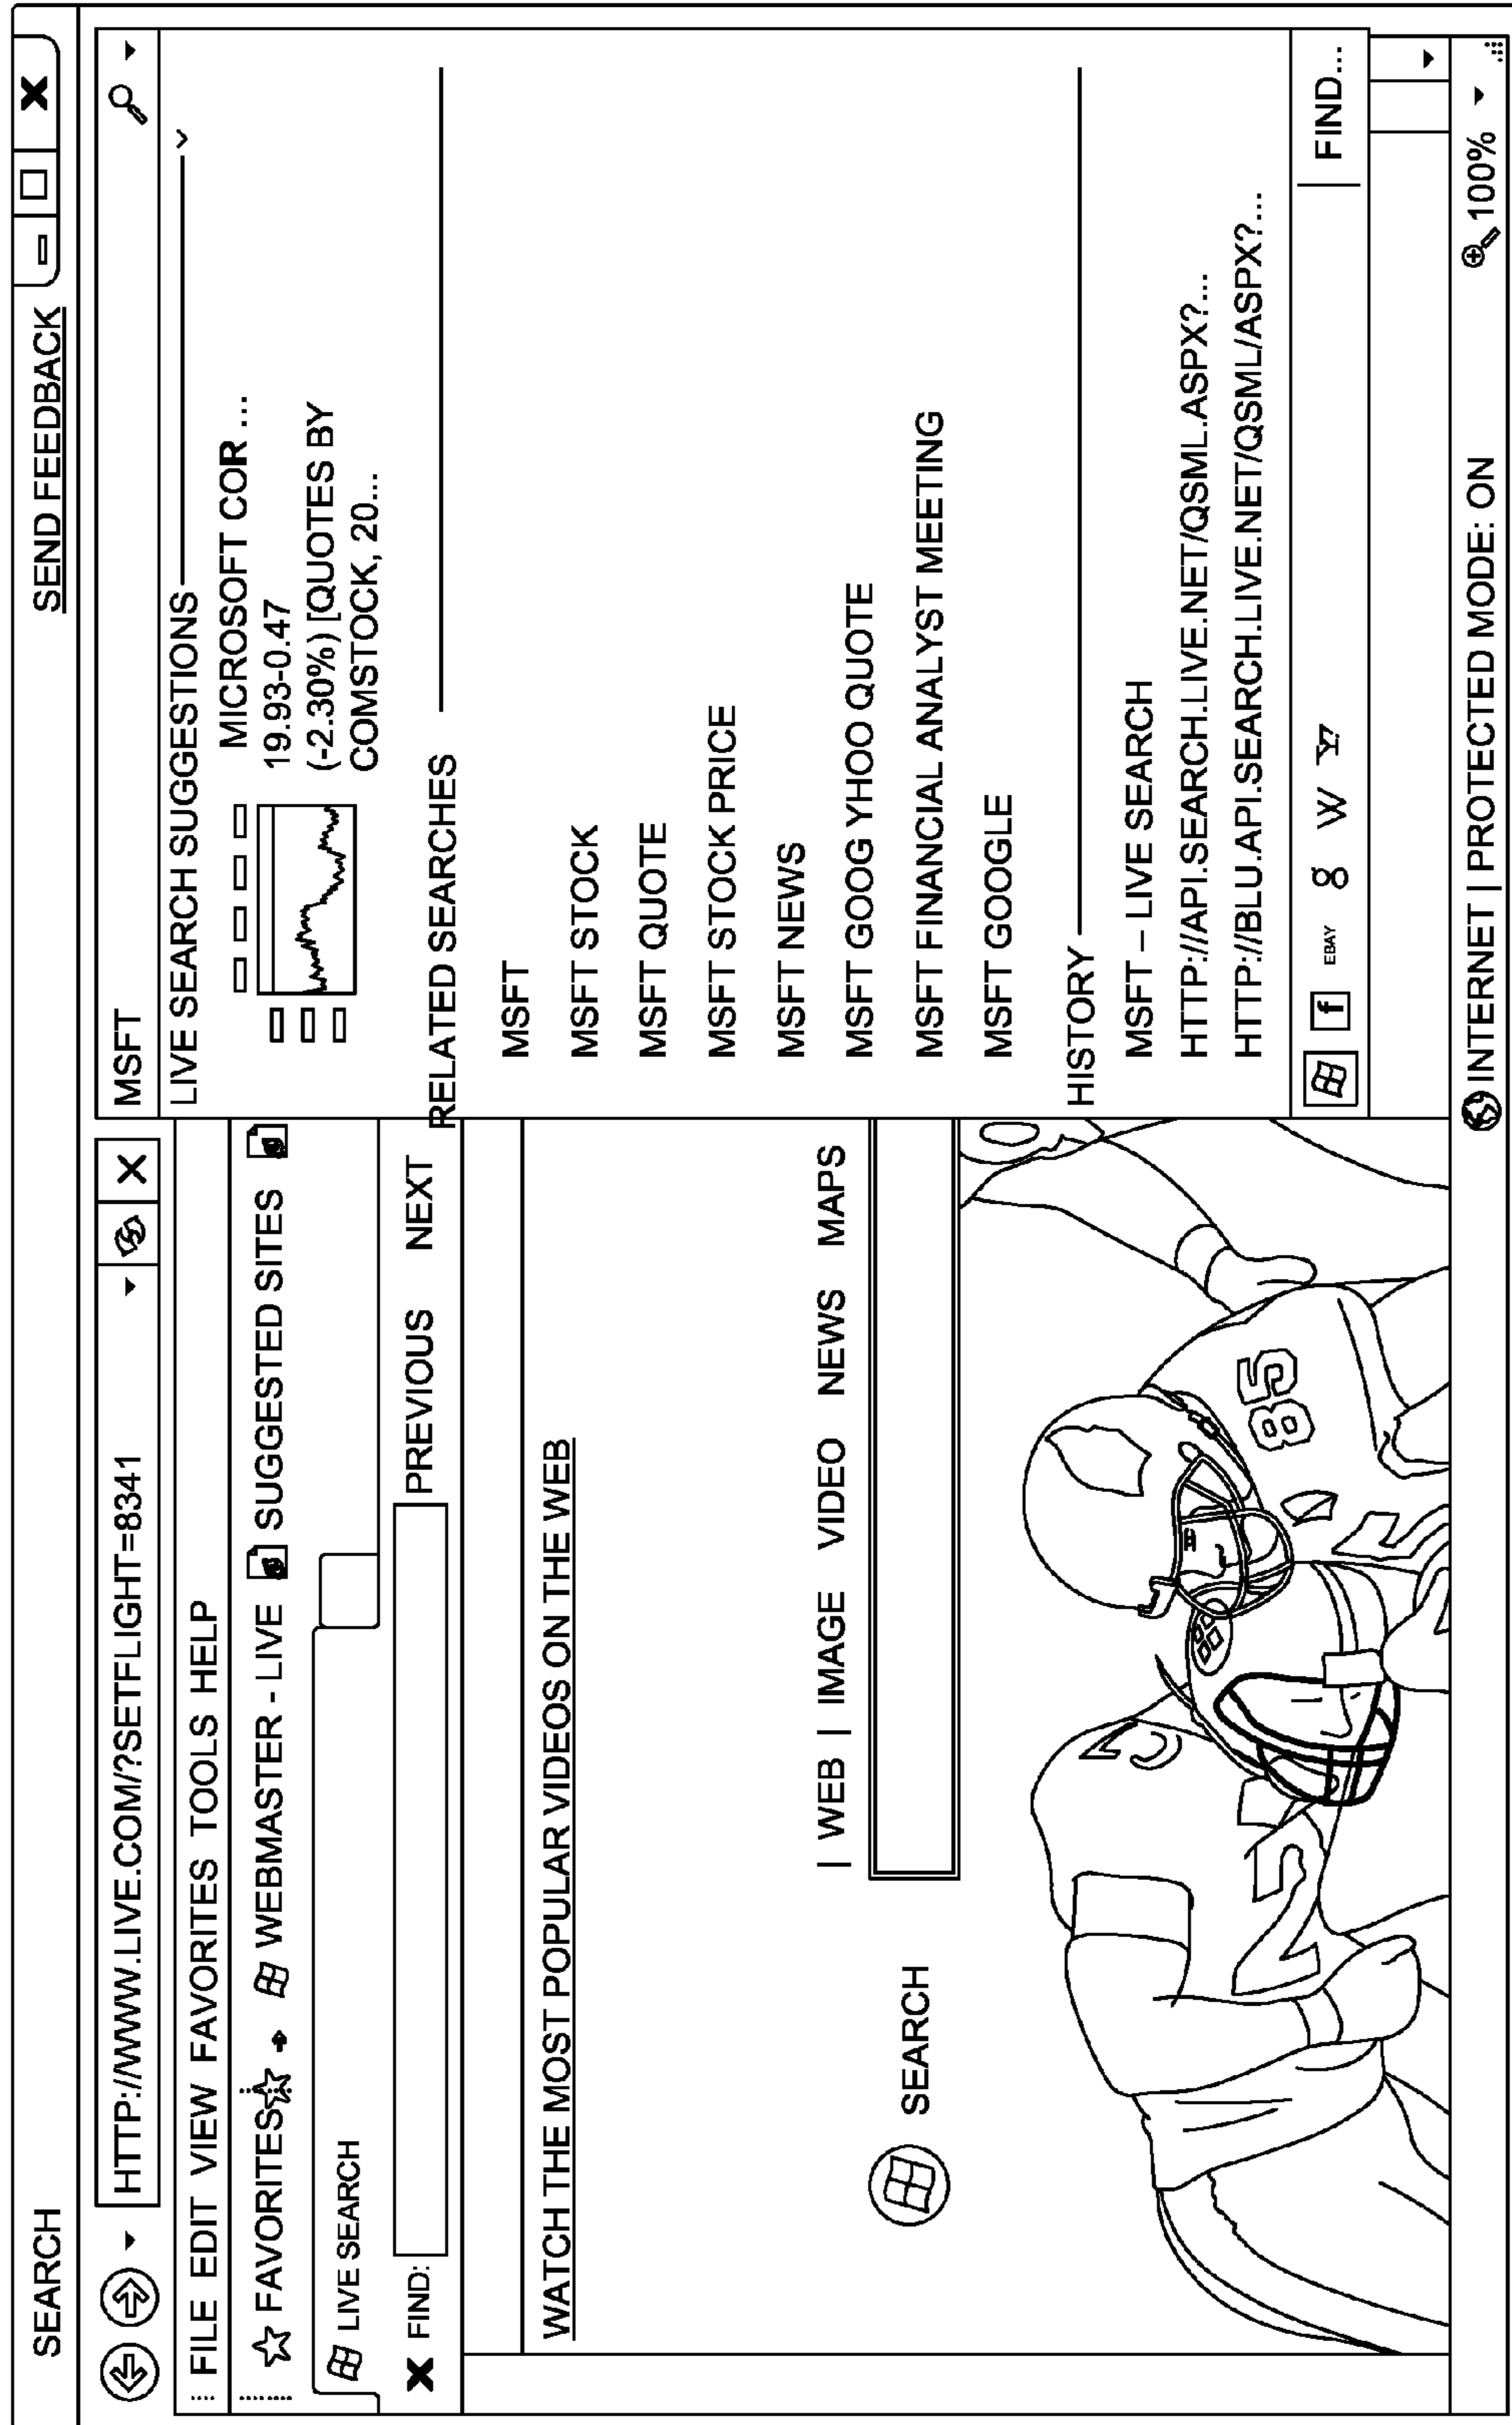 SEARCH
SEND FEEDBACK
HTTP://WWW.LIVE.COM/?SETFLIGHT=8341
MSFT
FILE EDIT VIEW FAVORITES TOOLS HELP
FAVORITES WEBMASTER - LIVE SUGGESTED SITES
LIVE SEARCH
FIND: PREVIOUS NEXT
WATCH THE MOST POPULAR VIDEOS ON THE WEB
| WEB | IMAGE VIDEO NEWS MAPS
SEARCH
85
2
LIVE SEARCH SUGGESTIONS
MICROSOFT COR ...
19.93-0.47
(-2.30%) [QUOTES BY
COMSTOCK, 20...
RELATED SEARCHES
MSFT
MSFT STOCK
MSFT QUOTE
MSFT STOCK PRICE
MSFT NEWS
MSFT GOOG YHOO QUOTE
MSFT FINANCIAL ANALYST MEETING
MSFT GOOGLE
HISTORY
MSFT – LIVE SEARCH
HTTP://API.SEARCH.LIVE.NET/QSML.ASPX?...
HTTP://BLU.API.SEARCH.LIVE.NET/QSML/ASPX?...
f EBAY g W Y! FIND...
INTERNET | PROTECTED MODE: ON 100%